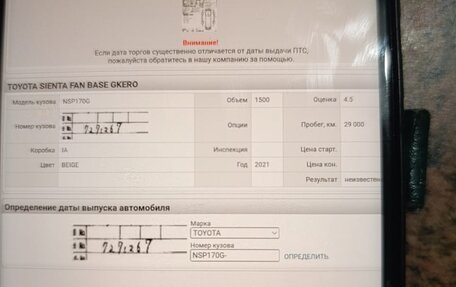 Внимание!
Если дата торгов существенно отличается от даты выдачи ПТС,
пожалуйста обратитесь в нашу компанию за помощью.
TOYOTA SIENTA FAN BASE GKERO
Модель кузова NSP170G Объем 1500 Оценка 4.5
Номер кузова 7291267 Опции Пробег, км. 29 000
Коробка IA Инспекция Цена старт.
Цвет BEIGE Год 2021 Цена кон.
Результат неизвестен
Определение даты выпуска автомобиля
Марка
TOYOTA
7291267
Номер кузова
NSP170G- ОПРЕДЕЛИТЬ